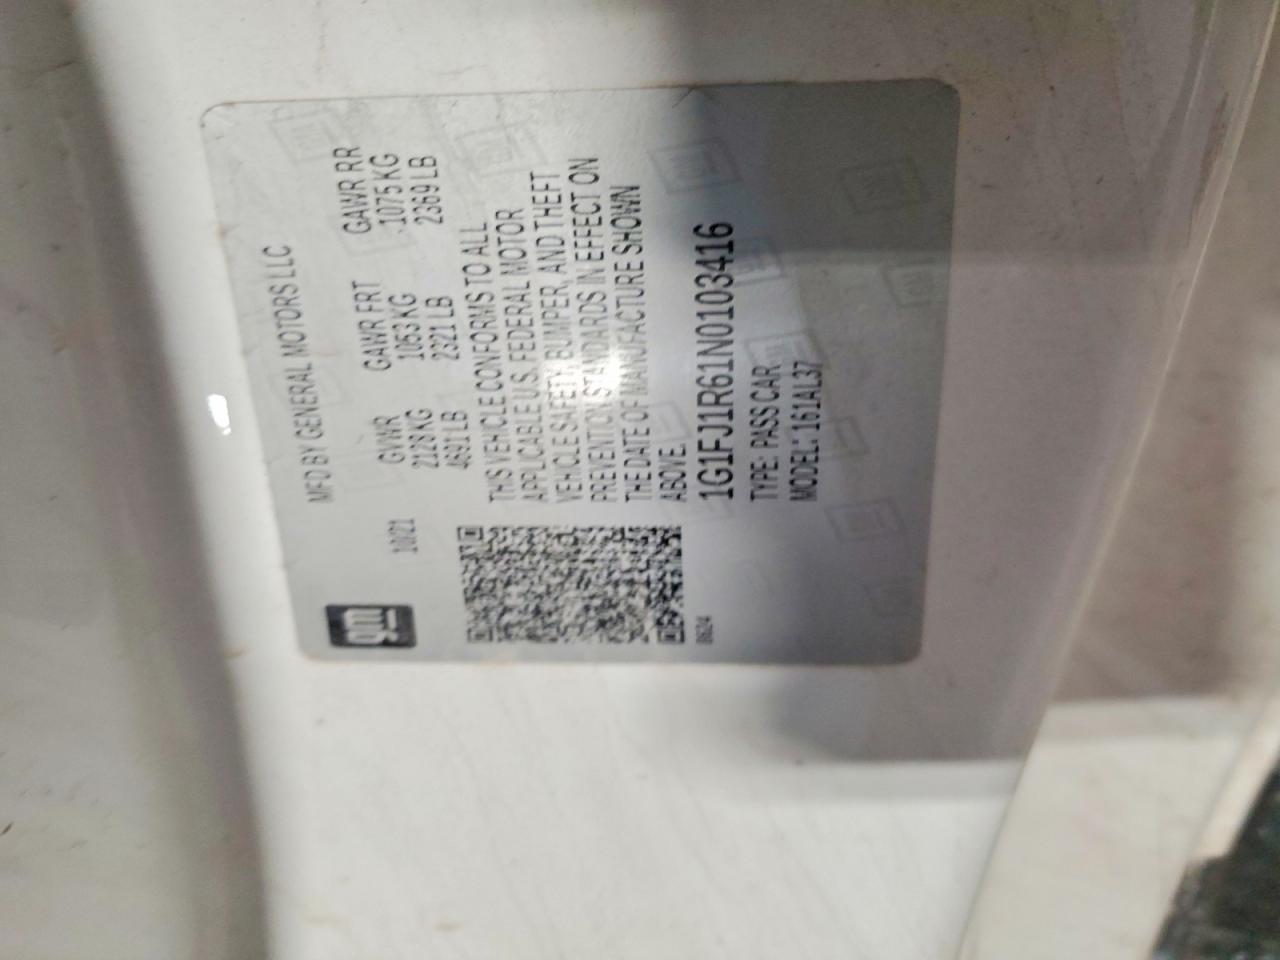 gm
MFD BY GENERAL MOTORS LLC
10/21
GVWR GAWR FRT GAWR RR
2128 KG 1053 KG 1075 KG
4691 LB 2321 LB 2369 LB
THIS VEHICLE CONFORMS TO ALL
APPLICABLE U.S. FEDERAL MOTOR
VEHICLE SAFETY, BUMPER, AND THEFT
PREVENTION STANDARDS IN EFFECT ON
THE DATE OF MANUFACTURE SHOWN
ABOVE.
1G1FJ1R61N0103416
TYPE: PASS CAR
MODEL: 161AL37